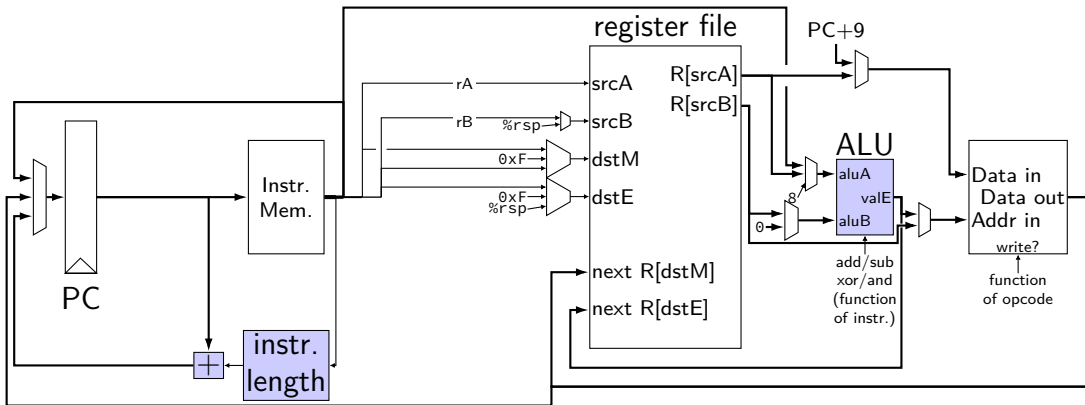 register file
PC+9
rA
srcA
R[srcA]
rB
%rsp
srcB
R[srcB]
ALU
0xF
dstM
Instr.
Mem.
aluA
Data in
0xF
%rsp
dstE
8
valE
Data out
0
aluB
Addr in
write?
add/sub
xor/and
(function
of instr.)
function
of opcode
next R[dstM]
PC
next R[dstE]
+
instr.
length